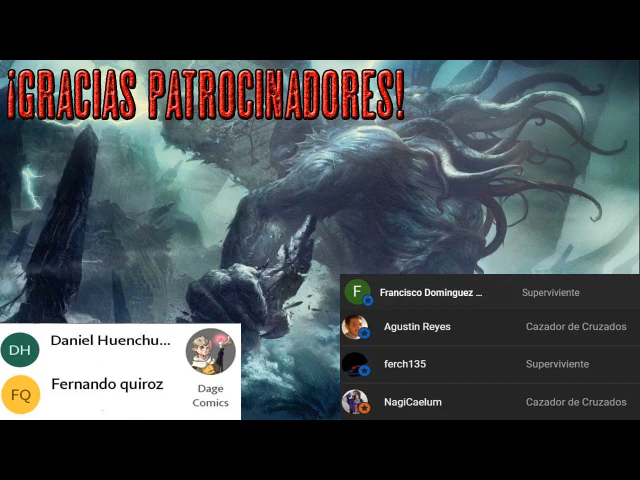 ¡GRACIAS PATROCINADORES!
F Francisco Dominguez ... Superviviente
Agustin Reyes Cazador de Cruzados
ferch135 Superviviente
NagiCaelum Cazador de Cruzados
DH Daniel Huenchu...
FQ Fernando quiroz
Dage
Comics